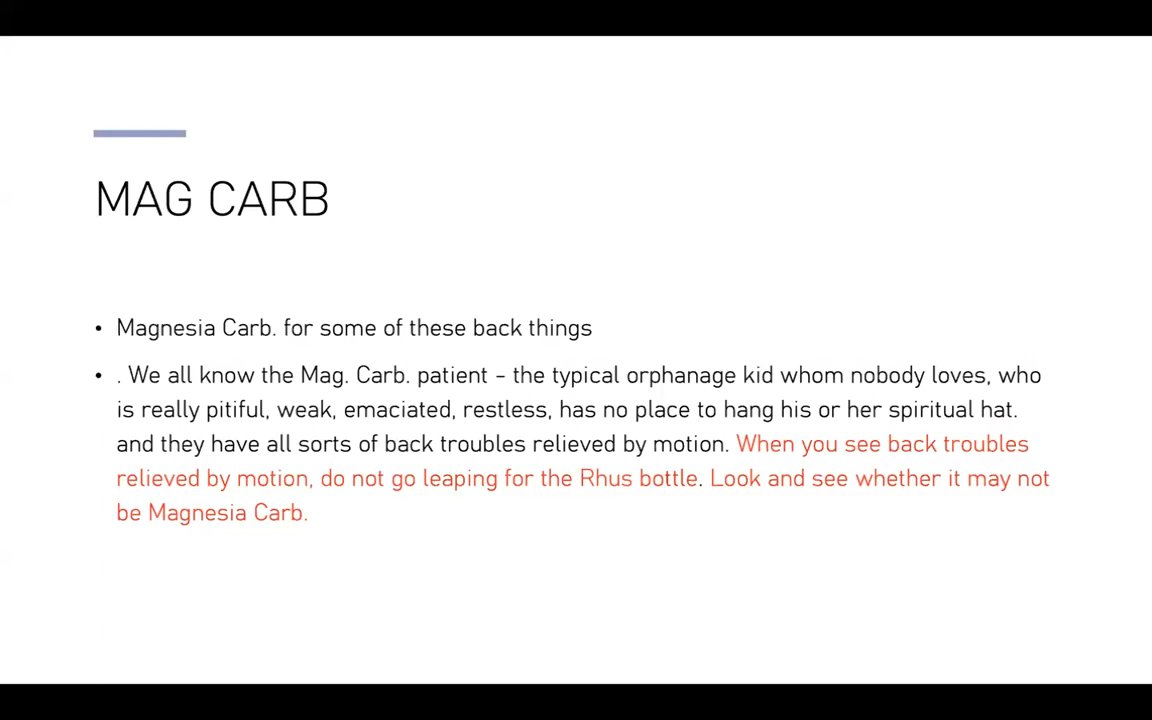 MAG CARB
• Magnesia Carb. for some of these back things
• . We all know the Mag. Carb. patient – the typical orphanage kid whom nobody loves, who
is really pitiful, weak, emaciated, restless, has no place to hang his or her spiritual hat.
and they have all sorts of back troubles relieved by motion. When you see back troubles
relieved by motion, do not go leaping for the Rhus bottle. Look and see whether it may not
be Magnesia Carb.